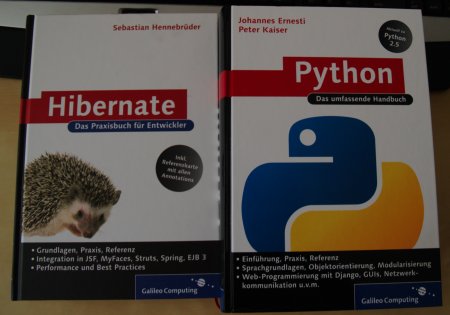 Sebastian Hennebrüder
Hibernate
Das Praxisbuch für Entwickler
Inkl.
Referenzkarte
mit allen
Annotations
• Grundlagen, Praxis, Referenz
• Integration in JSF, MyFaces, Struts, Spring, EJB 3
• Performance und Best Practices
Galileo Computing
Johannes Ernesti
Peter Kaiser
Aktuell zu
Python
2.5
Python
Das umfassende Handbuch
• Einführung, Praxis, Referenz
• Sprachgrundlagen, Objektorientierung, Modularisierung
• Web-Programmierung mit Django, GUIs, Netzwerk-
kommunikation u.v.m.
Galileo Computing